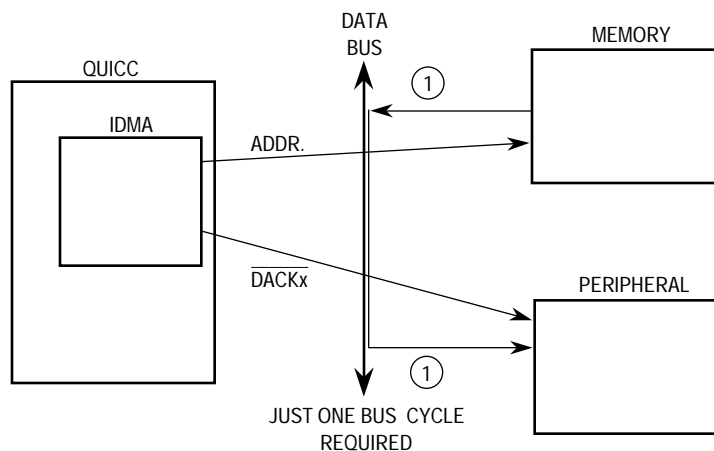 DATA
BUS
MEMORY
QUICC
1
IDMA
ADDR.
DACKx
PERIPHERAL
1
JUST ONE BUS CYCLE
REQUIRED